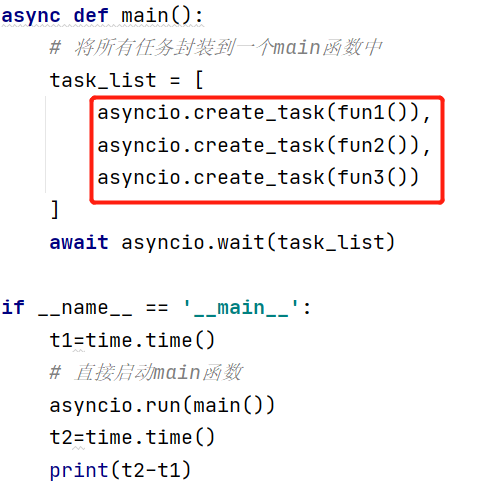 async def main():
    # 将所有任务封装到一个main函数中
    task_list = [
        asyncio.create_task(fun1()),
        asyncio.create_task(fun2()),
        asyncio.create_task(fun3())
    ]
    await asyncio.wait(task_list)

if __name__ == '__main__':
    t1=time.time()
    # 直接启动main函数
    asyncio.run(main())
    t2=time.time()
    print(t2-t1)